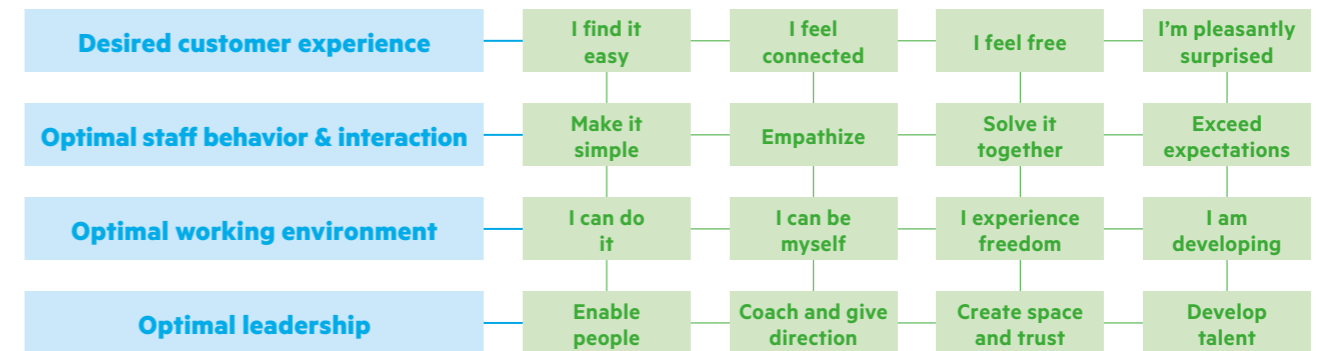 Desired customer experience
I find it
easy
I feel
connected
I feel free
I'm pleasantly
surprised
Optimal staff behavior & interaction
Make it
simple
Empathize
Solve it
together
Exceed
expectations
Optimal working environment
I can do
it
I can be
myself
I experience
freedom
I am
developing
Optimal leadership
Enable
people
Coach and give
direction
Create space
and trust
Develop
talent